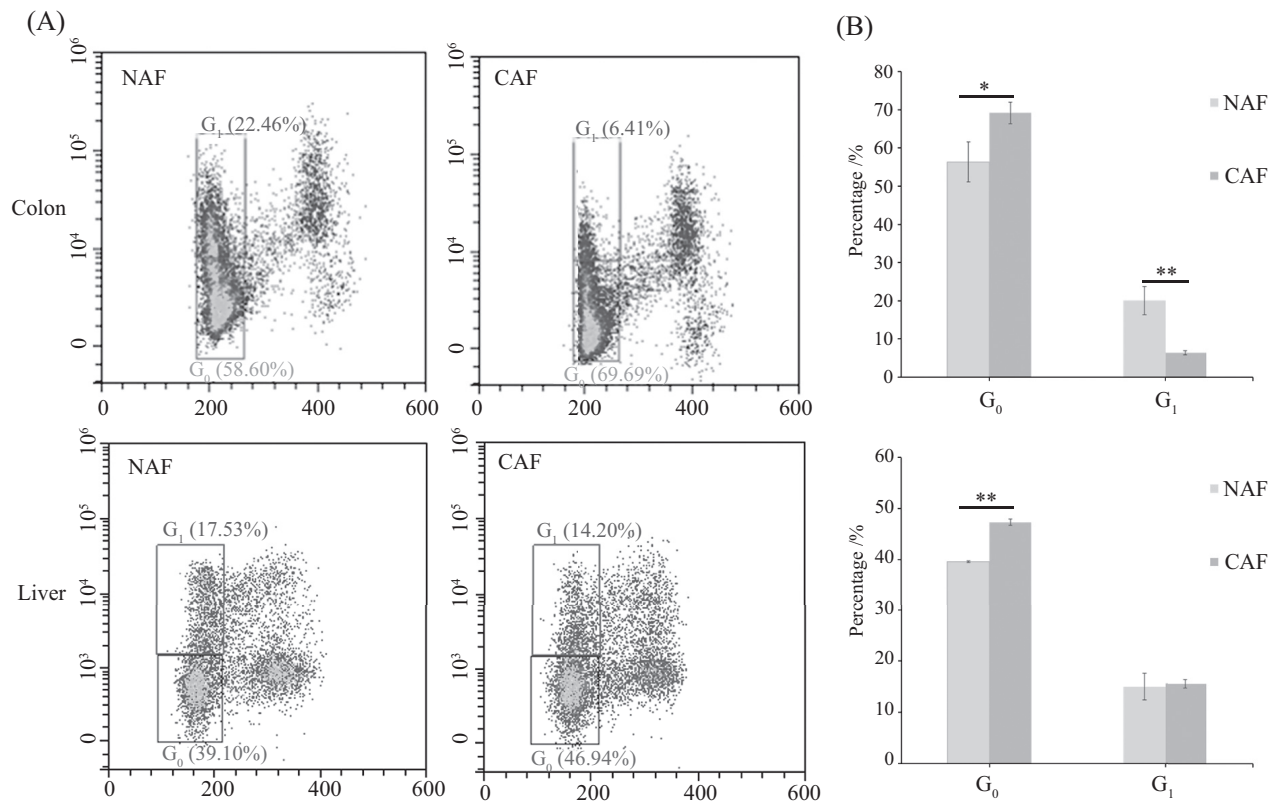 (A)
(B)
Colon
NAF
G₁ (22.46%)
G₀ (58.60%)
10⁶
10⁵
10⁴
0
0 200 400 600
CAF
G₁ (6.41%)
G₀ (69.69%)
10⁶
10⁵
10⁴
0
0 200 400 600
Percentage /%
80
70
60
50
40
30
20
10
0
*
**
G₀ G₁
NAF
CAF
Liver
NAF
G₁ (17.53%)
G₀ (39.10%)
10⁶
10⁵
10⁴
10³
0
0 200 400 600
CAF
G₁ (14.20%)
G₀ (46.94%)
10⁶
10⁵
10⁴
10³
0
0 200 400 600
Percentage /%
60
50
40
30
20
10
0
**
G₀ G₁
NAF
CAF